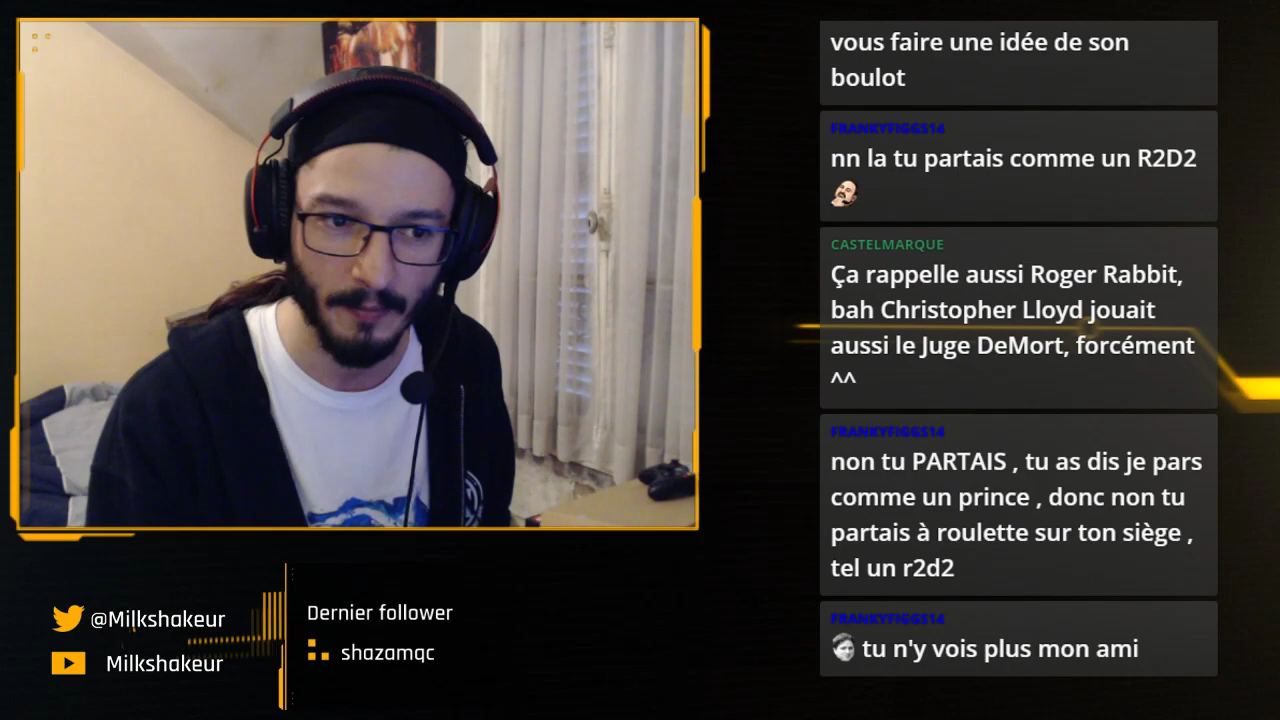 vous faire une idée de son
boulot
FRANKYFIGGS14
nn la tu partais comme un R2D2
CASTELMARQUE
Ça rappelle aussi Roger Rabbit,
bah Christopher Lloyd jouait
aussi le Juge DeMort, forcément
^^
FRANKYFIGGS14
non tu PARTAIS , tu as dis je pars
comme un prince , donc non tu
partais à roulette sur ton siège ,
tel un r2d2
FRANKYFIGGS14
tu n'y vois plus mon ami
@Milkshakeur
Milkshakeur
Dernier follower
shazamqc